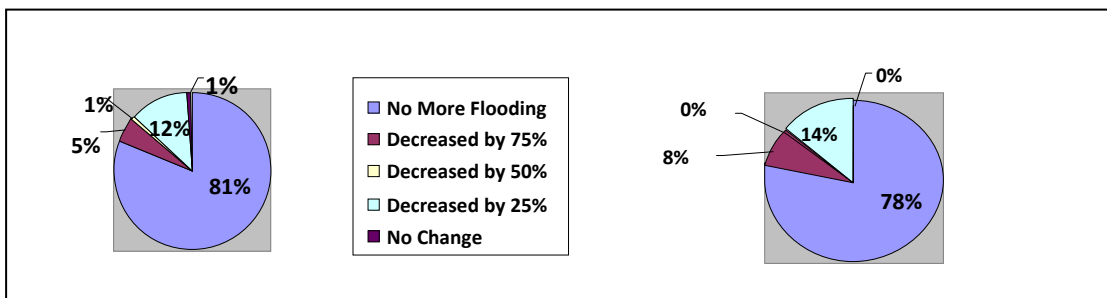 1%
1%
12%
5%
81%
No More Flooding
Decreased by 75%
Decreased by 50%
Decreased by 25%
No Change
0%
0%
14%
8%
78%